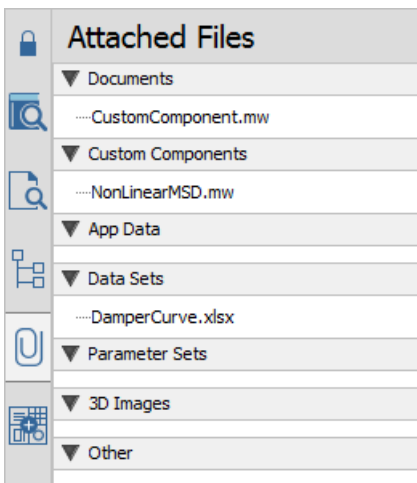 Attached Files
Documents
CustomComponent.mw
Custom Components
NonLinearMSD.mw
App Data
Data Sets
DamperCurve.xlsx
Parameter Sets
3D Images
Other